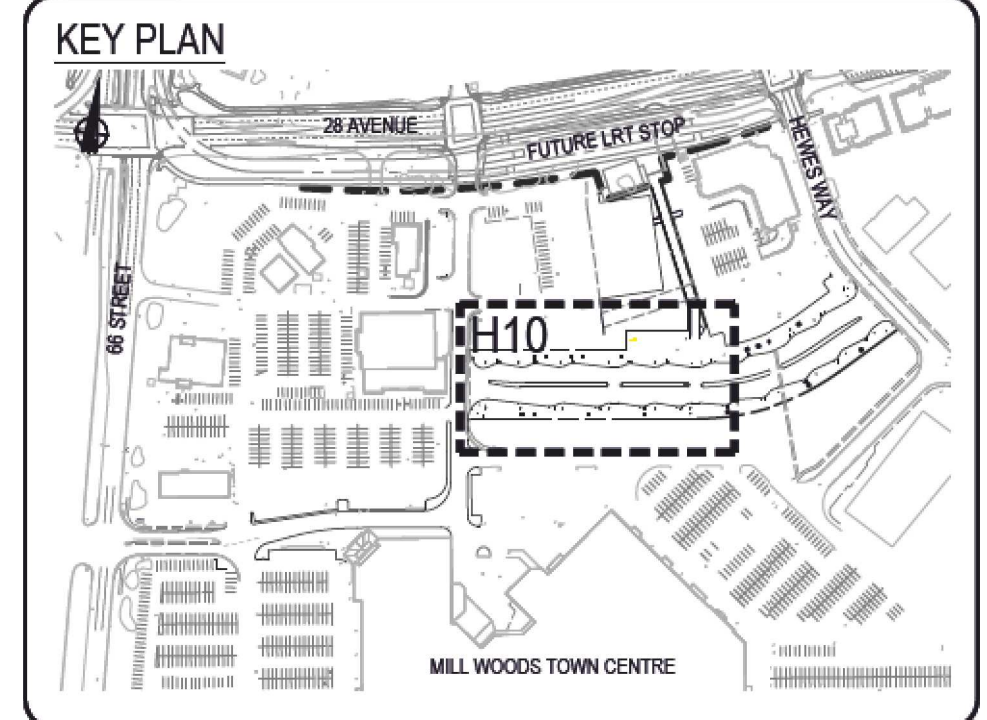 KEY PLAN
28 AVENUE
FUTURE LRT STOP
HEWES WAY
66 STREET
H10
MILL WOODS TOWN CENTRE